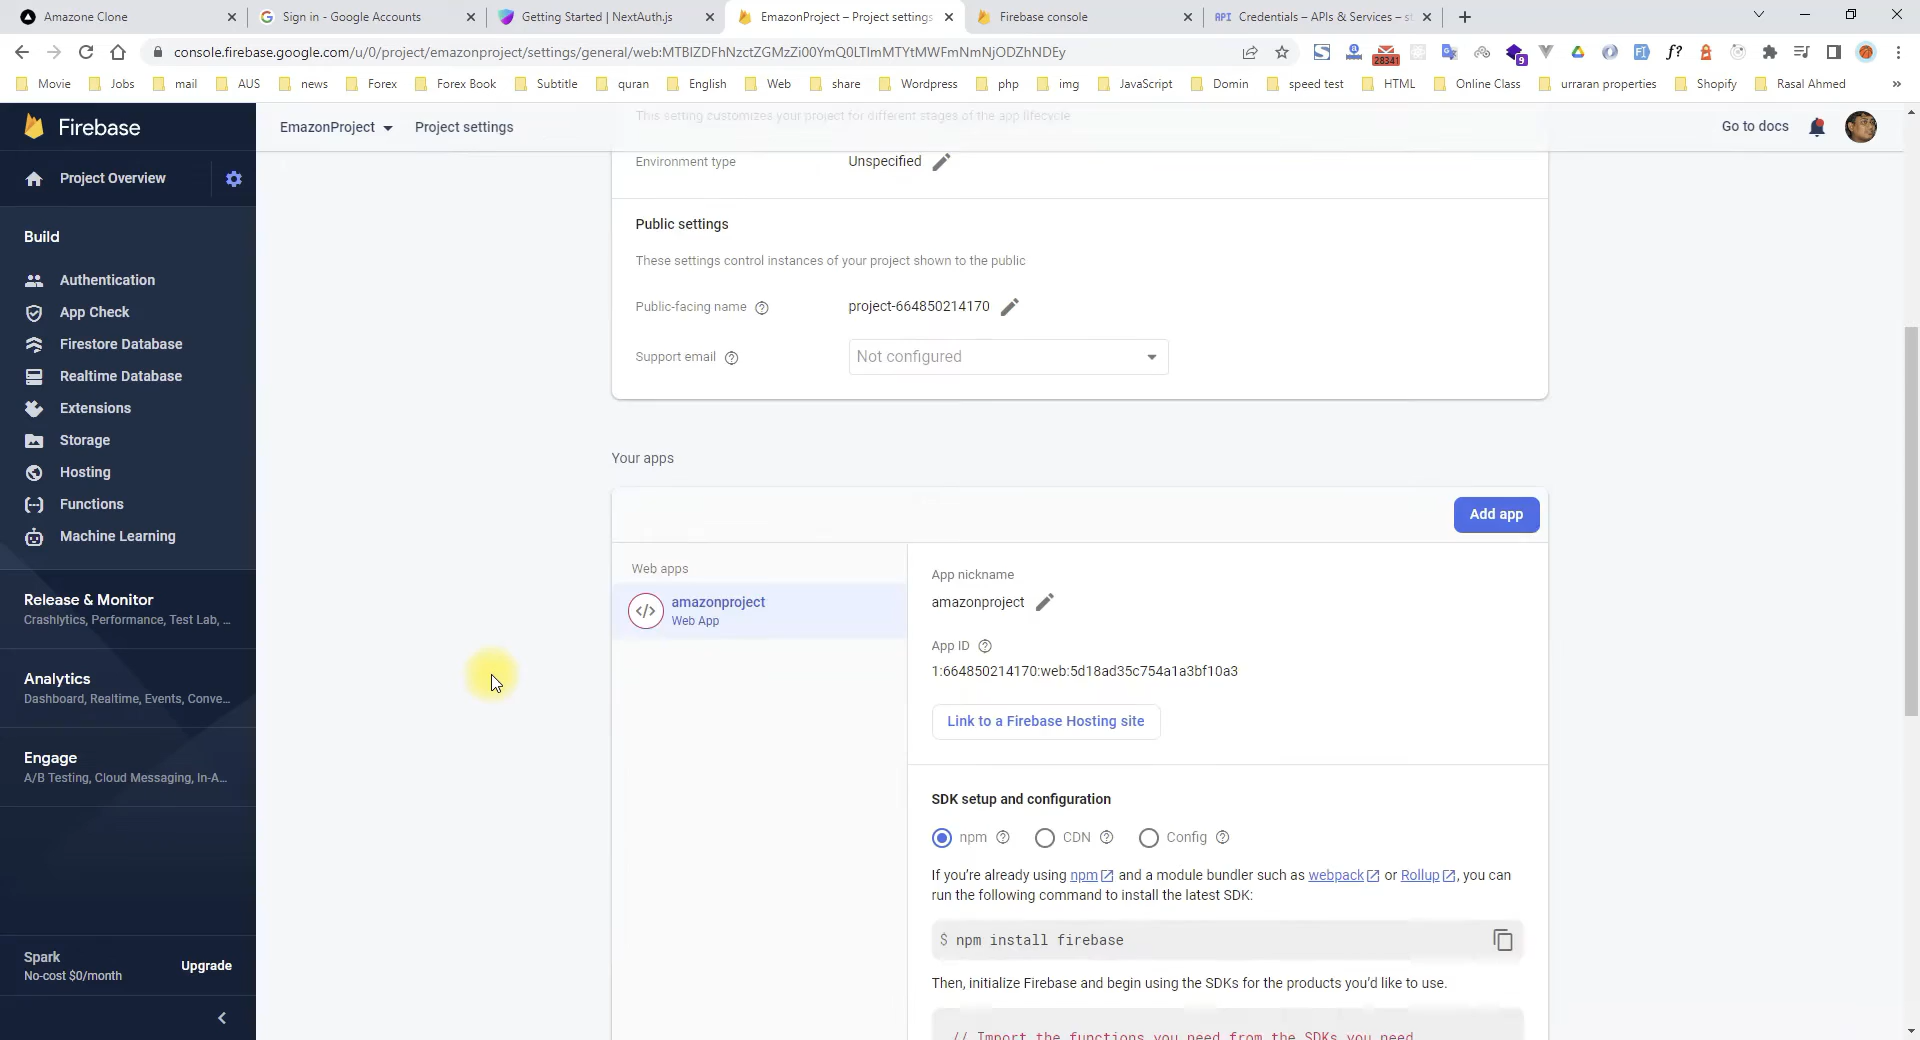 Amazone Clone
Sign in - Google Accounts
Getting Started | NextAuth.js
EmazonProject – Project settings
Firebase console
API Credentials – APIs & Services – st
console.firebase.google.com/u/0/project/emazonproject/settings/general/web:MTBlZDFhNzctZGMzZi00YmQ0LTlmMTYtMWFmNmNjODZhNDEy
28341
9
f?
Movie
Jobs
mail
AUS
news
Forex
Forex Book
Subtitle
quran
English
Web
share
Wordpress
php
img
JavaScript
Domin
speed test
HTML
Online Class
urraran properties
Shopify
Rasal Ahmed
»
Firebase
EmazonProject
Project settings
This setting customizes your project for different stages of the app lifecycle
Go to docs
Project Overview
Environment type
Unspecified
Build
Authentication
App Check
Firestore Database
Realtime Database
Extensions
Storage
Hosting
Functions
Machine Learning
Release & Monitor
Crashlytics, Performance, Test Lab, ...
Analytics
Dashboard, Realtime, Events, Conve...
Engage
A/B Testing, Cloud Messaging, In-A...
Spark
No-cost $0/month
Upgrade
Public settings
These settings control instances of your project shown to the public
Public-facing name
project-664850214170
Support email
Not configured
Your apps
Add app
Web apps
amazonproject
Web App
App nickname
amazonproject
App ID
1:664850214170:web:5d18ad35c754a1a3bf10a3
Link to a Firebase Hosting site
SDK setup and configuration
npm
CDN
Config
If you're already using npm and a module bundler such as webpack or Rollup, you can
run the following command to install the latest SDK:
$ npm install firebase
Then, initialize Firebase and begin using the SDKs for the products you'd like to use.
// Import the functions you need from the SDKs you need